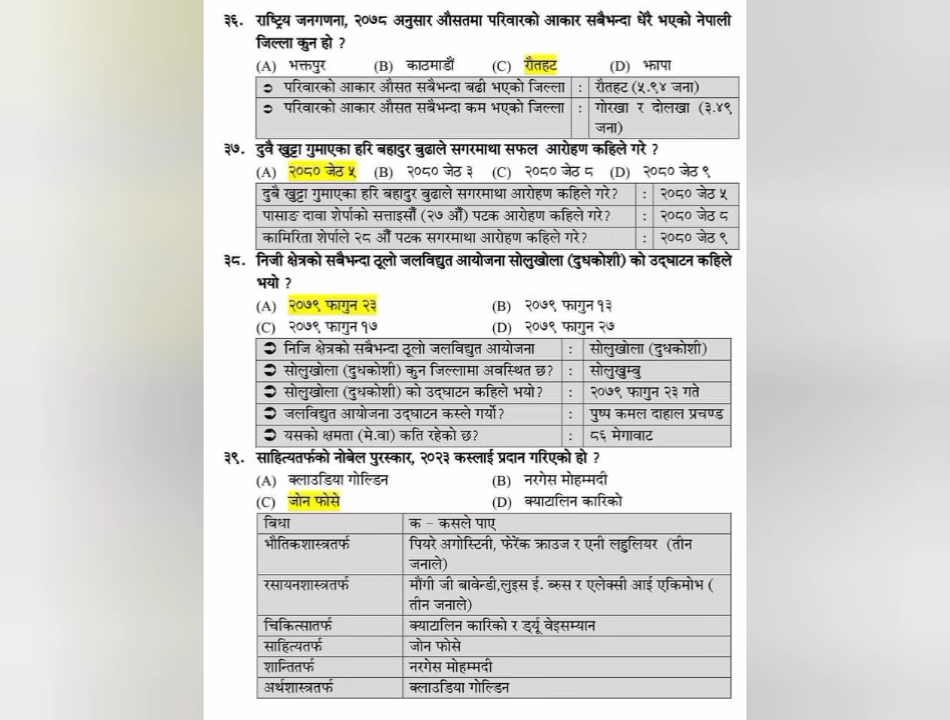 ३६. राष्ट्रिय जनगणना, २०७८ अनुसार औसतमा परिवारको आकार सबैभन्दा धेरै भएको नेपाली
जिल्ला कुन हो ?
(A) भक्तपुर (B) काठमाडौं (C) रौतहट (D) झापा
➲ परिवारको आकार औसत सबैभन्दा बढी भएको जिल्ला : रौतहट (५.९४ जना)
➲ परिवारको आकार औसत सबैभन्दा कम भएको जिल्ला : गोरखा र दोलखा (३.४९
जना)
३७. दुवै खुट्टा गुमाएका हरि बहादुर बुढाले सगरमाथा सफल आरोहण कहिले गरे ?
(A) २०८० जेठ ५ (B) २०८० जेठ ३ (C) २०८० जेठ ८ (D) २०८० जेठ ९
दुवै खुट्टा गुमाएका हरि बहादुर बुढाले सगरमाथा आरोहण कहिले गरे? : २०८० जेठ ५
पासाङ दावा शेर्पाको सत्ताइसौँ (२७ औँ) पटक आरोहण कहिले गरे? : २०८० जेठ ८
कामिरिता शेर्पाले २८ औँ पटक सगरमाथा आरोहण कहिले गरे? : २०८० जेठ ९
३८. निजी क्षेत्रको सबैभन्दा ठूलो जलविद्युत आयोजना सोलुखोला (दुधकोशी) को उद्घाटन कहिले
भयो ?
(A) २०७९ फागुन २३ (B) २०७९ फागुन १३
(C) २०७९ फागुन १७ (D) २०७९ फागुन २७
➲ निजि क्षेत्रको सबैभन्दा ठूलो जलविद्युत आयोजना : सोलुखोला (दुधकोशी)
➲ सोलुखोला (दुधकोशी) कुन जिल्लामा अवस्थित छ? : सोलुखुम्बु
➲ सोलुखोला (दुधकोशी) को उद्घाटन कहिले भयो? : २०७९ फागुन २३ गते
➲ जलविद्युत आयोजना उद्घाटन कस्ले गर्यो? : पुष्प कमल दाहाल प्रचण्ड
➲ यसको क्षमता (मे.वा) कति रहेको छ? : ८६ मेगावाट
३९. साहित्यतर्फको नोबेल पुरस्कार, २०२३ कस्लाई प्रदान गरिएको हो ?
(A) क्लाउडिया गोल्डिन (B) नरगेस मोहम्मदी
(C) जोन फोसे (D) क्याटालिन कारिको
बिधा क - कसले पाए
भौतिकशास्त्रतर्फ पियरे अगोस्टिनी, फेरेंक क्राउज र एनी लहुलियर (तीन
जनाले)
रसायनशास्त्रतर्फ मौंगी जी बावेन्डी,लुइस ई. ब्रुस र एलेक्सी आई एकिमोभ (
तीन जनाले)
चिकित्सातर्फ क्याटालिन कारिको र ड्र्यू वेइसम्यान
साहित्यतर्फ जोन फोसे
शान्तितर्फ नरगेस मोहम्मदी
अर्थशास्त्रतर्फ क्लाउडिया गोल्डिन